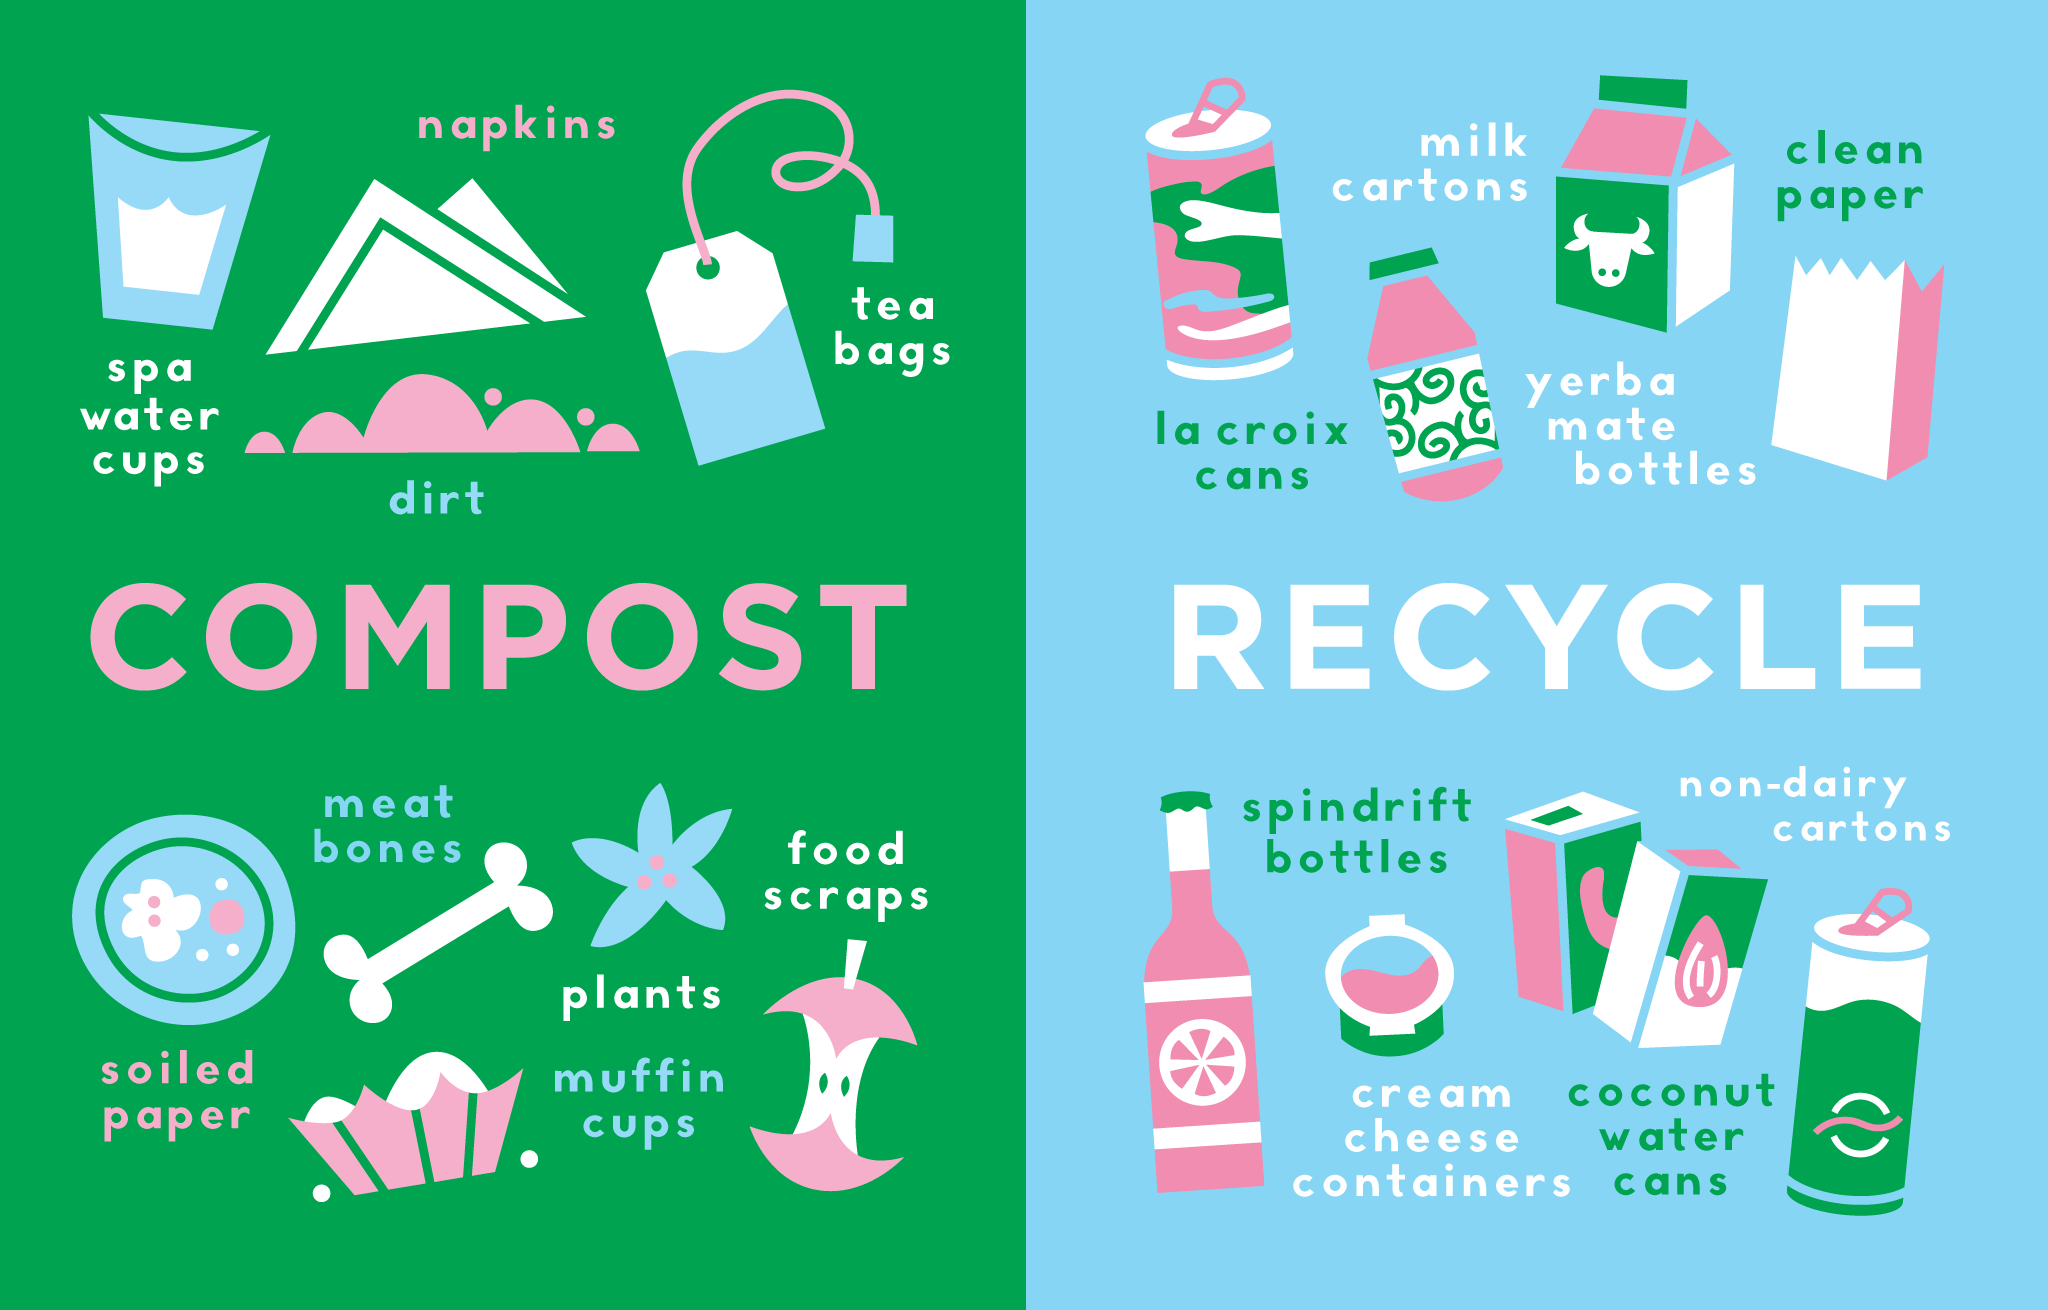 napkins
spa
water
cups
tea
bags
dirt
COMPOST
meat
bones
food
scraps
plants
soiled
paper
muffin
cups
milk
cartons
clean
paper
la croix
cans
yerba
mate
bottles
RECYCLE
spindrift
bottles
non-dairy
cartons
cream
cheese
containers
coconut
water
cans